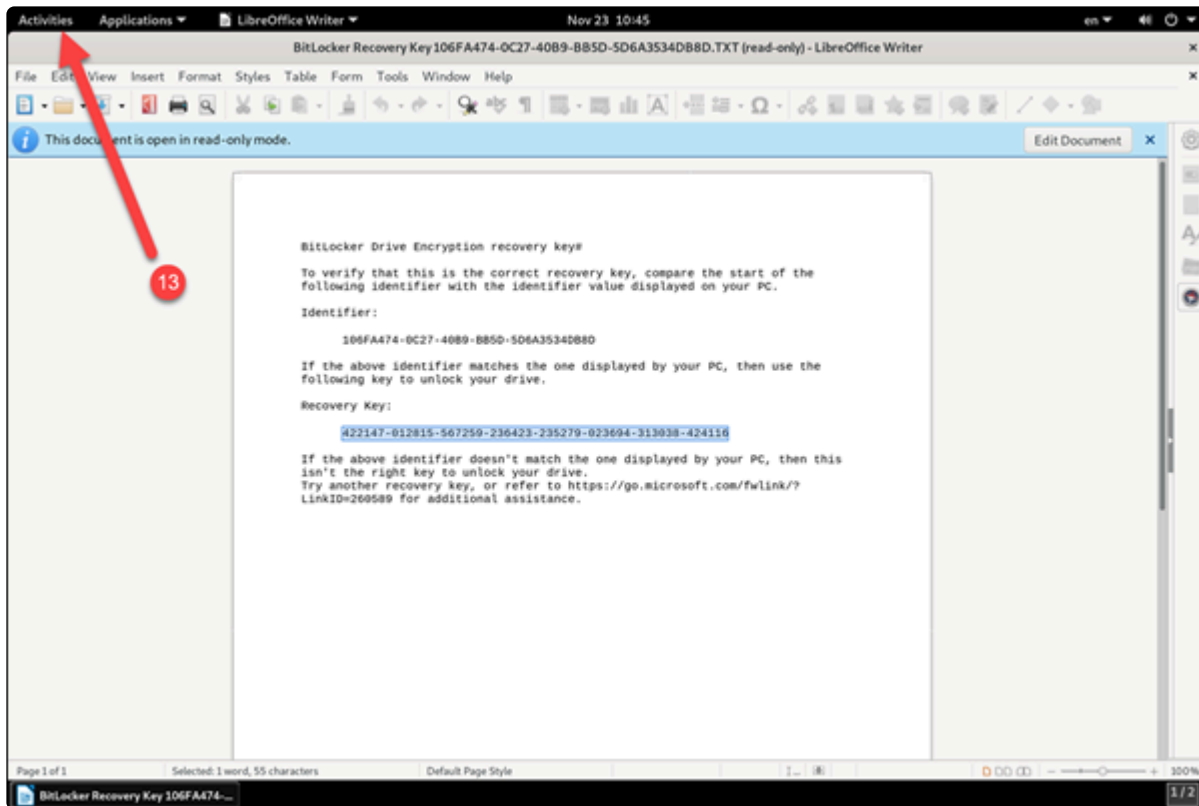 Activities Applications LibreOffice Writer Nov 23 10:45 en
BitLocker Recovery Key 106FA474-0C27-40B9-BB5D-5D6A3534DB8D.TXT (read-only) - LibreOffice Writer
File Edit View Insert Format Styles Table Form Tools Window Help
This document is open in read-only mode. Edit Document
13
BitLocker Drive Encryption recovery key#
To verify that this is the correct recovery key, compare the start of the
following identifier with the identifier value displayed on your PC.
Identifier:
106FA474-0C27-40B9-BB5D-5D6A3534DB8D
If the above identifier matches the one displayed by your PC, then use the
following key to unlock your drive.
Recovery Key:
422147-012815-567259-236423-235279-023694-313038-424116
If the above identifier doesn't match the one displayed by your PC, then this
isn't the right key to unlock your drive.
Try another recovery key, or refer to https://go.microsoft.com/fwlink/?
LinkID=260589 for additional assistance.
Page 1 of 1 Selected: 1 word, 55 characters Default Page Style 100%
BitLocker Recovery Key 106FA474-... 1/2